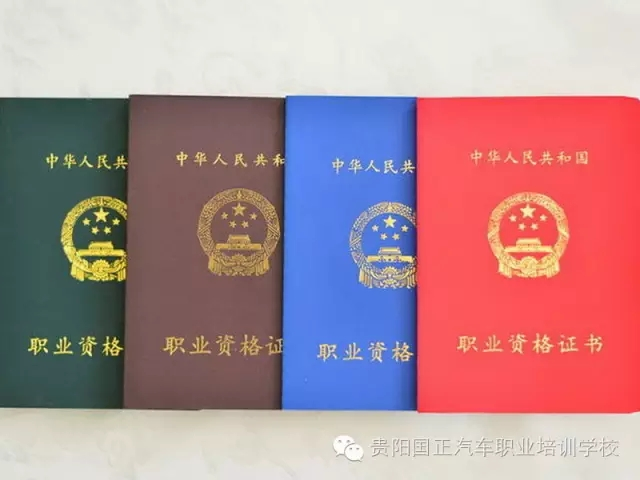 中华人民共
职业资格
中华人民共和
职业资格证
中华人民共
职业资格
中华人民共和国
职业资格证书
贵阳国正汽车职业培训学校